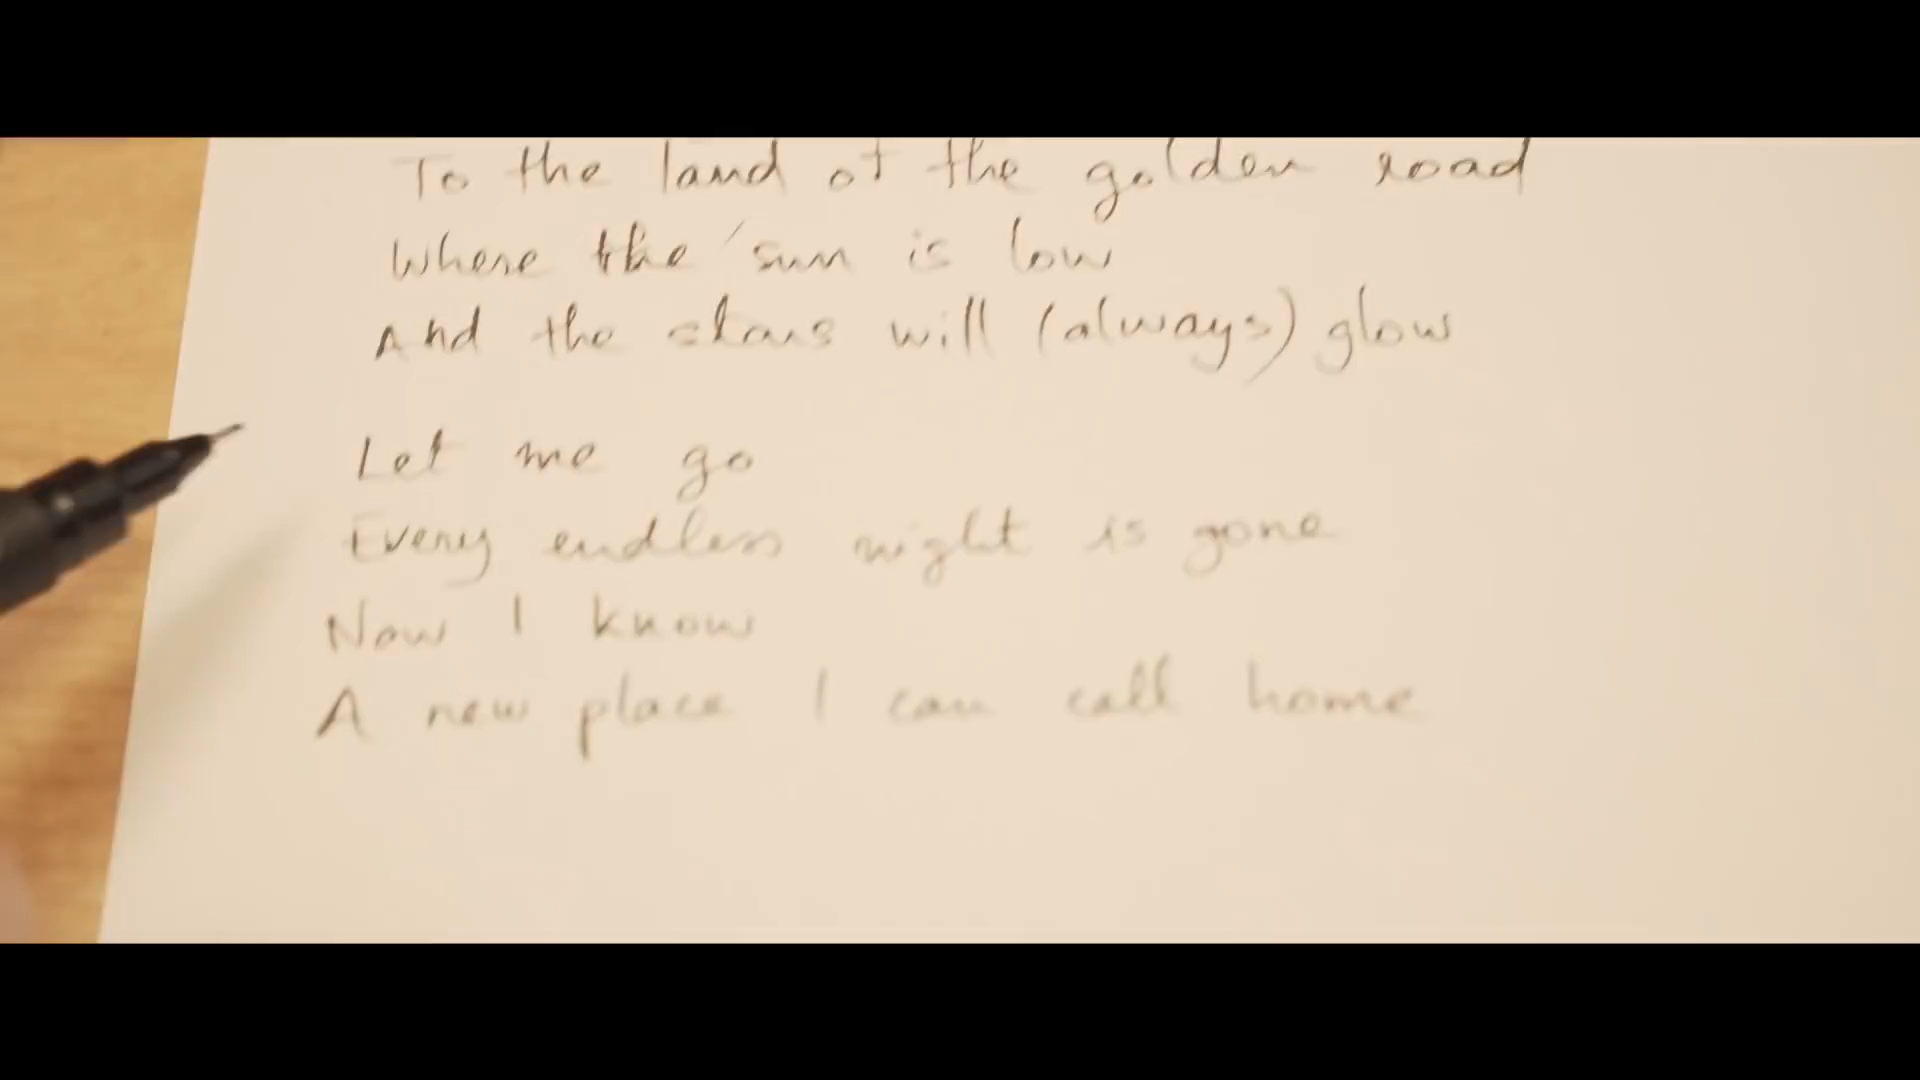 To the land of the golden road
Where the sun is low
And the stars will (always) glow
Let me go
Every endless night is gone
Now I know
A new place I can call home